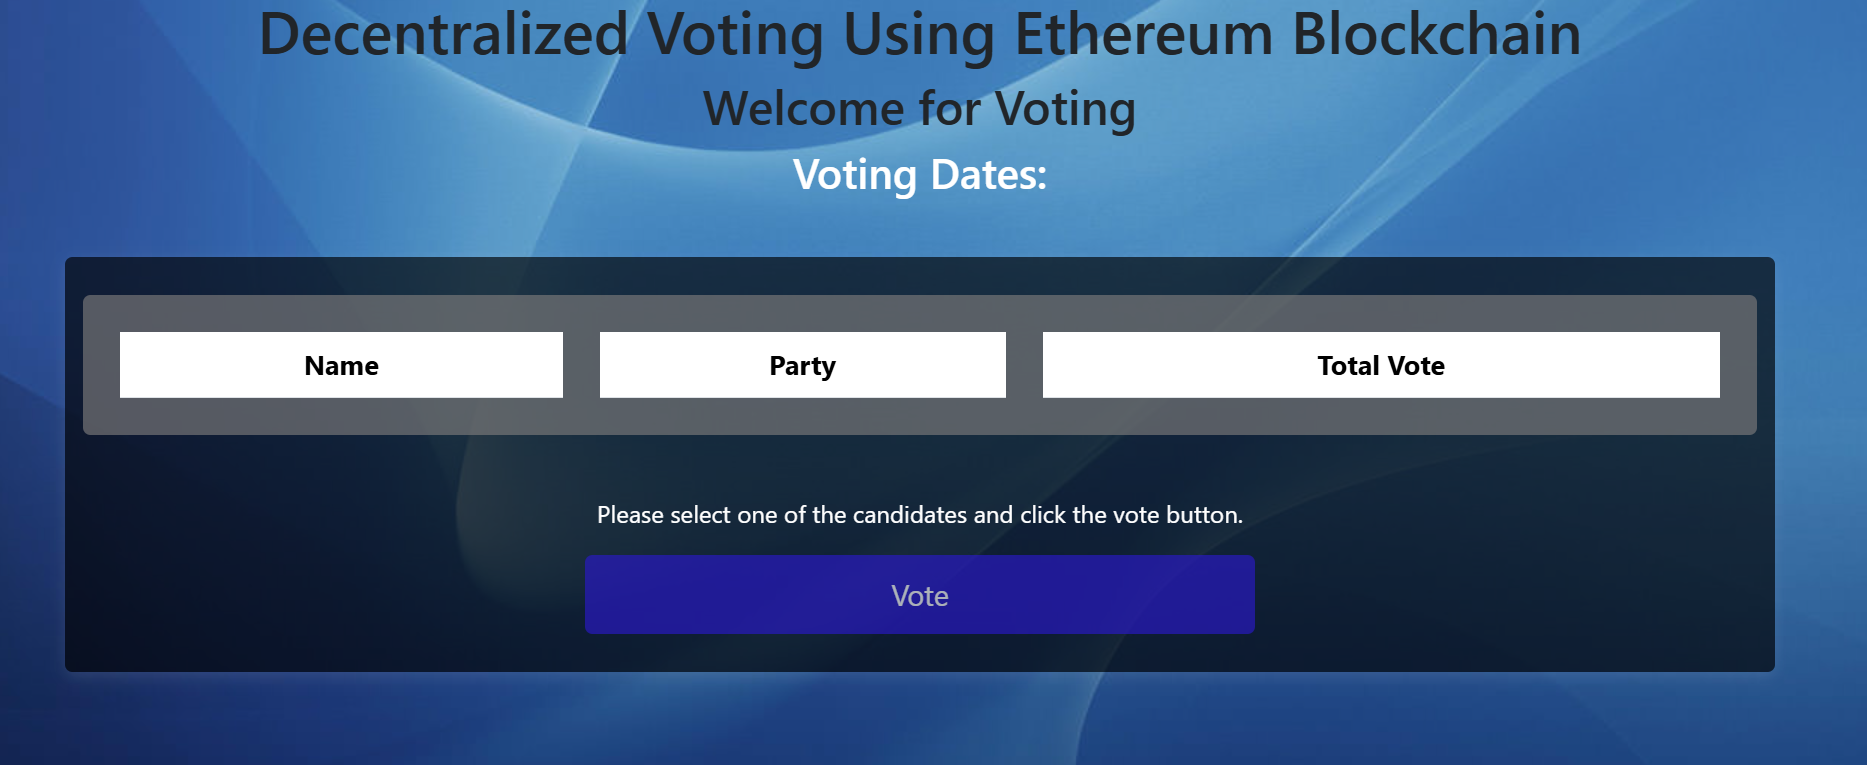 Decentralized Voting Using Ethereum Blockchain
Welcome for Voting
Voting Dates:
Name Party Total Vote
Please select one of the candidates and click the vote button.
Vote